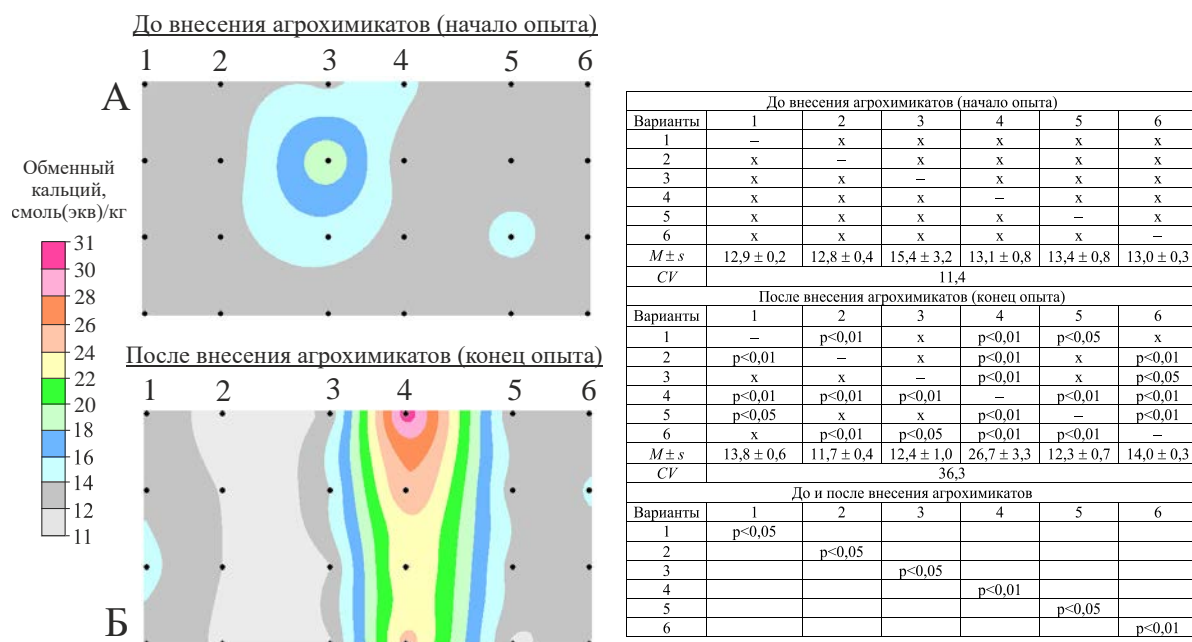 До внесения агрохимикатов (начало опыта)
1 2 3 4 5 6
А
Обменный
кальций,
смоль(экв)/кг
31
30
28
26
24
22
20
18
16
14
12
11
После внесения агрохимикатов (конец опыта)
1 2 3 4 5 6
Б
До внесения агрохимикатов (начало опыта)
Варианты 1 2 3 4 5 6
1 – x x x x x
2 x – x x x x
3 x x – x x x
4 x x x – x x
5 x x x x – x
6 x x x x x –
M ± s 12,9 ± 0,2 12,8 ± 0,4 15,4 ± 3,2 13,1 ± 0,8 13,4 ± 0,8 13,0 ± 0,3
CV 11,4
После внесения агрохимикатов (конец опыта)
Варианты 1 2 3 4 5 6
1 – p<0,01 x p<0,01 p<0,05 x
2 p<0,01 – x p<0,01 x p<0,01
3 x x – p<0,01 x p<0,05
4 p<0,01 p<0,01 p<0,01 – p<0,01 p<0,01
5 p<0,05 x x p<0,01 – p<0,01
6 x p<0,01 p<0,05 p<0,01 p<0,01 –
M ± s 13,8 ± 0,6 11,7 ± 0,4 12,4 ± 1,0 26,7 ± 3,3 12,3 ± 0,7 14,0 ± 0,3
CV 36,3
До и после внесения агрохимикатов
Варианты 1 2 3 4 5 6
1 p<0,05
2 p<0,05
3 p<0,05
4 p<0,01
5 p<0,05
6 p<0,01